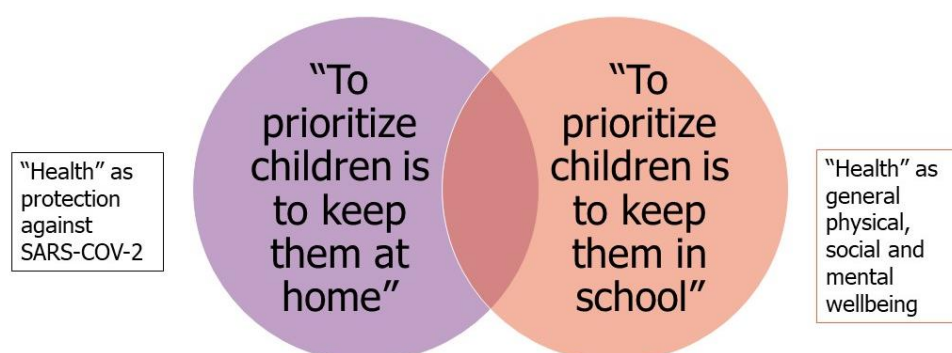 "Health" as
protection
against
SARS-COV-2
“To
prioritize
children is
to keep
them at
home”
“To
prioritize
children is
to keep
them in
school”
"Health" as
general
physical,
social and
mental
wellbeing